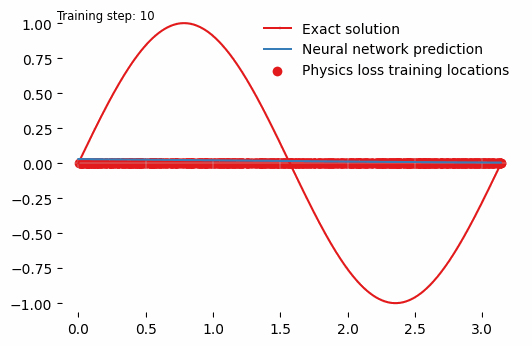 Training step: 10
Exact solution
Neural network prediction
Physics loss training locations
1.00
0.75
0.50
0.25
0.00
−0.25
−0.50
−0.75
−1.00
0.0 0.5 1.0 1.5 2.0 2.5 3.0